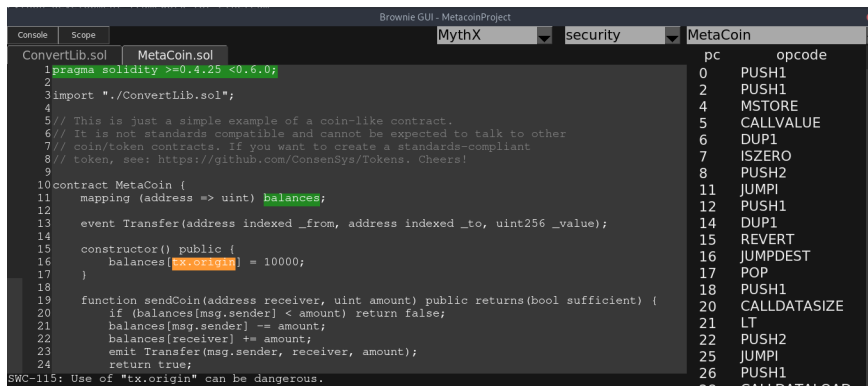 Brownie GUI - MetacoinProject
Console Scope MythX security MetaCoin
ConvertLib.sol MetaCoin.sol
1 pragma solidity >=0.4.25 <0.6.0;
2
3 import "./ConvertLib.sol";
4
5 // This is just a simple example of a coin-like contract.
6 // It is not standards compatible and cannot be expected to talk to other
7 // coin/token contracts. If you want to create a standards-compliant
8 // token, see: https://github.com/ConsenSys/Tokens. Cheers!
9
10 contract MetaCoin {
11 mapping (address => uint) balances;
12
13 event Transfer(address indexed _from, address indexed _to, uint256 _value);
14
15 constructor() public {
16 balances[tx.origin] = 10000;
17 }
18
19 function sendCoin(address receiver, uint amount) public returns(bool sufficient) {
20 if (balances[msg.sender] < amount) return false;
21 balances[msg.sender] -= amount;
22 balances[receiver] += amount;
23 emit Transfer(msg.sender, receiver, amount);
24 return true;
SWC-115: Use of "tx.origin" can be dangerous.
pc opcode
0 PUSH1
2 PUSH1
4 MSTORE
5 CALLVALUE
6 DUP1
7 ISZERO
8 PUSH2
11 JUMPI
12 PUSH1
14 DUP1
15 REVERT
16 JUMPDEST
17 POP
18 PUSH1
20 CALLDATASIZE
21 LT
22 PUSH2
25 JUMPI
26 PUSH1